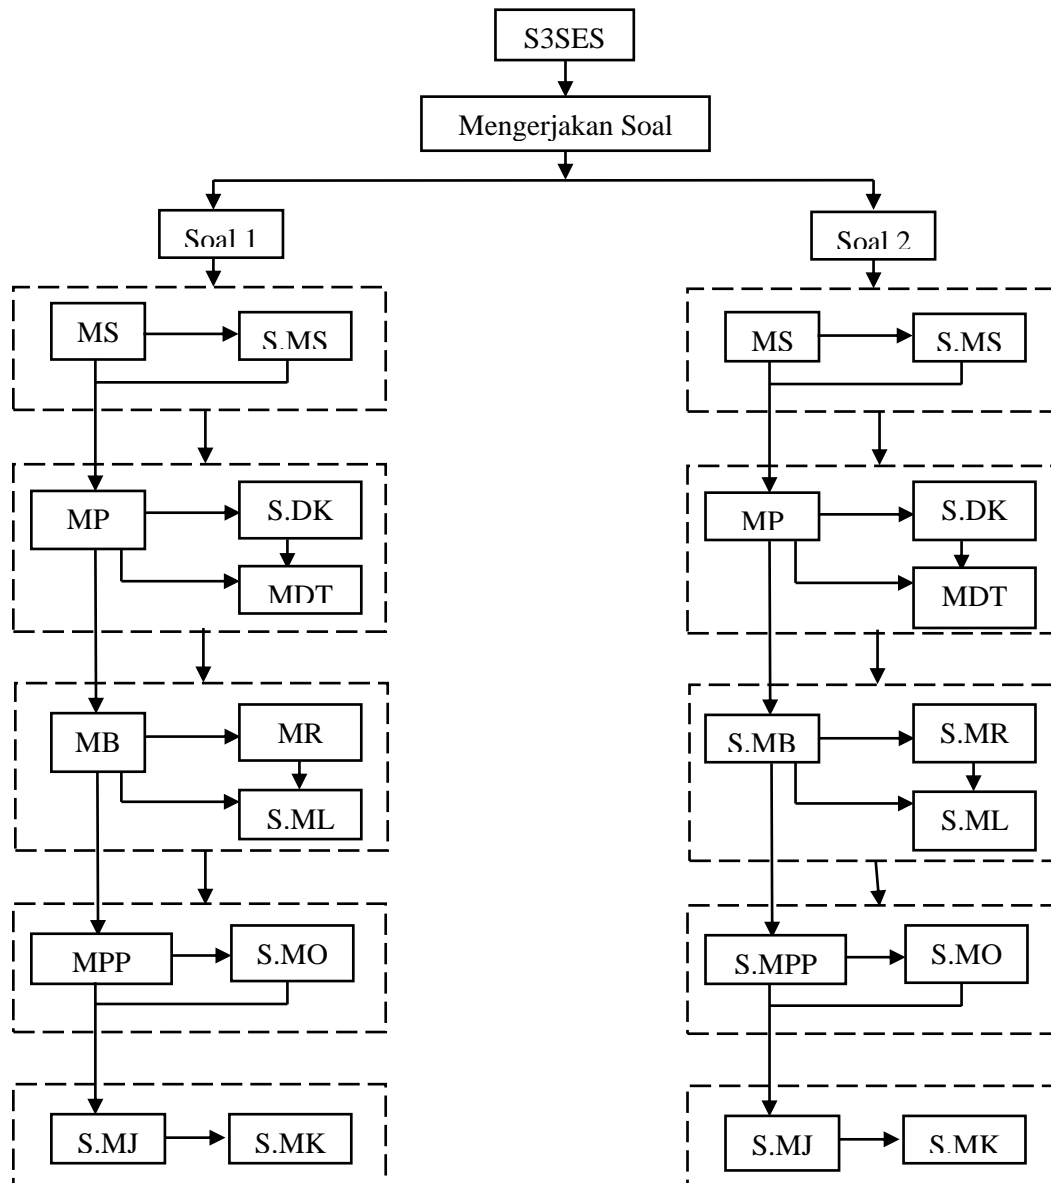 S3SES
Mengerjakan Soal
Soal 1
Soal 2
MS
S.MS
MS
S.MS
MP
S.DK
MDT
MP
S.DK
MDT
MB
MR
S.ML
S.MB
S.MR
S.ML
MPP
S.MO
S.MPP
S.MO
S.MJ
S.MK
S.MJ
S.MK